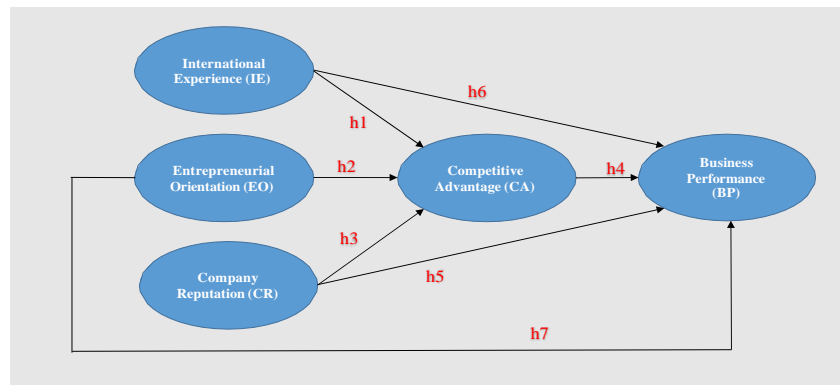 International
Experience (IE)
h6
h1
Entrepreneurial
Orientation (EO)
h2
Competitive
Advantage (CA)
h4
Business
Performance
(BP)
h3
Company
Reputation (CR)
h5
h7